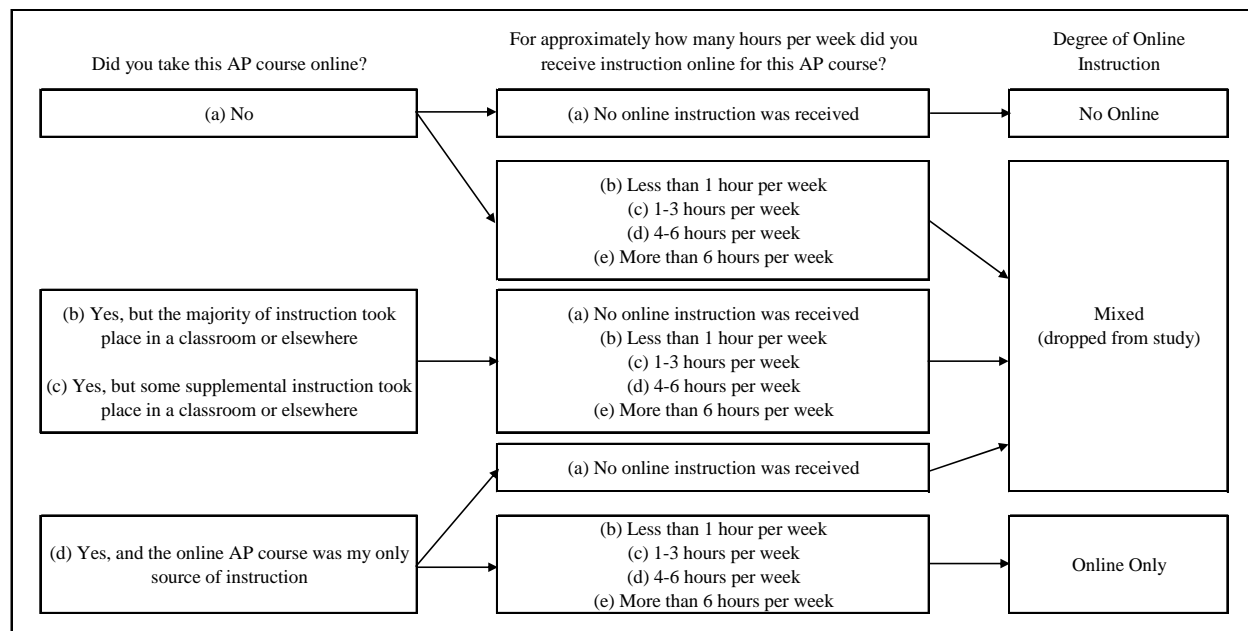 Did you take this AP course online?
For approximately how many hours per week did you
receive instruction online for this AP course?
Degree of Online
Instruction
(a) No
(a) No online instruction was received
No Online
(b) Less than 1 hour per week
(c) 1-3 hours per week
(d) 4-6 hours per week
(e) More than 6 hours per week
(b) Yes, but the majority of instruction took
place in a classroom or elsewhere
(c) Yes, but some supplemental instruction took
place in a classroom or elsewhere
(a) No online instruction was received
(b) Less than 1 hour per week
(c) 1-3 hours per week
(d) 4-6 hours per week
(e) More than 6 hours per week
Mixed
(dropped from study)
(a) No online instruction was received
(d) Yes, and the online AP course was my only
source of instruction
(b) Less than 1 hour per week
(c) 1-3 hours per week
(d) 4-6 hours per week
(e) More than 6 hours per week
Online Only